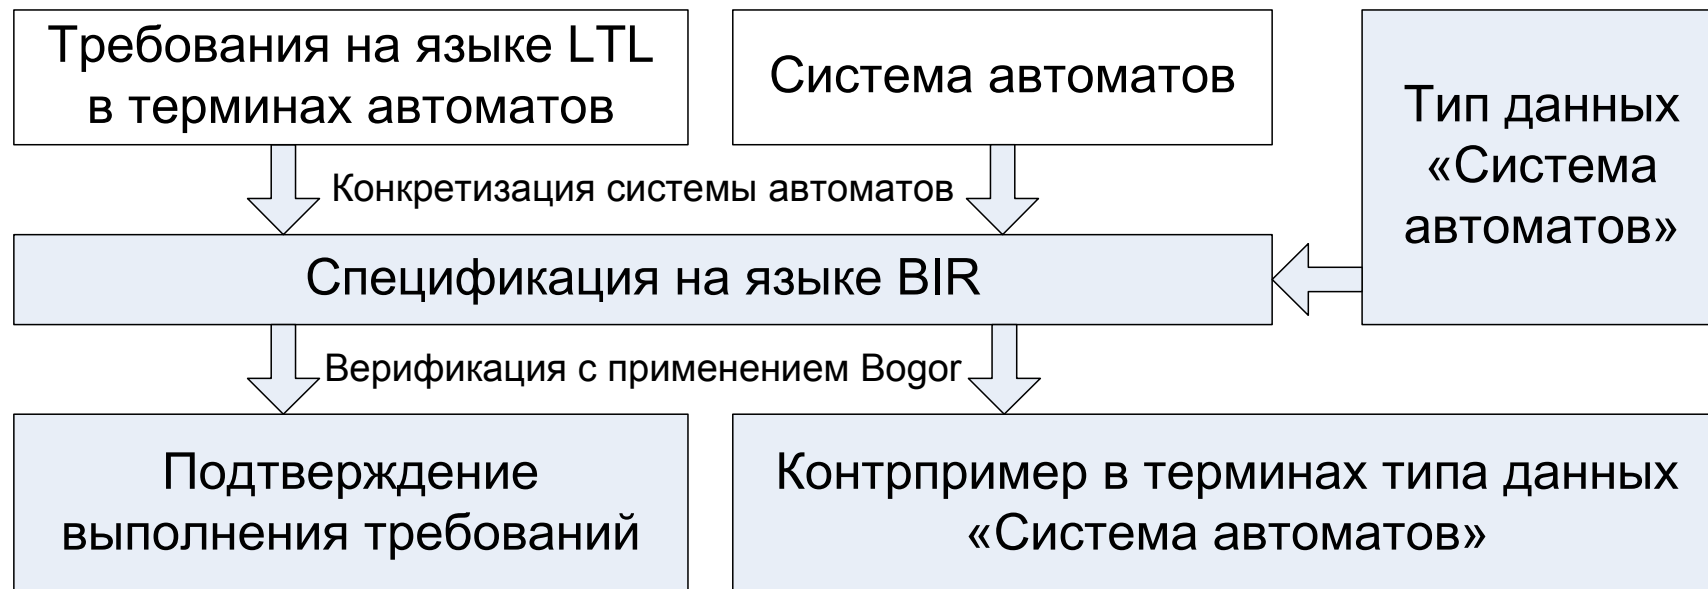 Требования на языке LTL
в терминах автоматов
Система автоматов
Тип данных
«Система
автоматов»
Конкретизация системы автоматов
Спецификация на языке BIR
Верификация с применением Bogor
Подтверждение
выполнения требований
Контрпример в терминах типа данных
«Система автоматов»